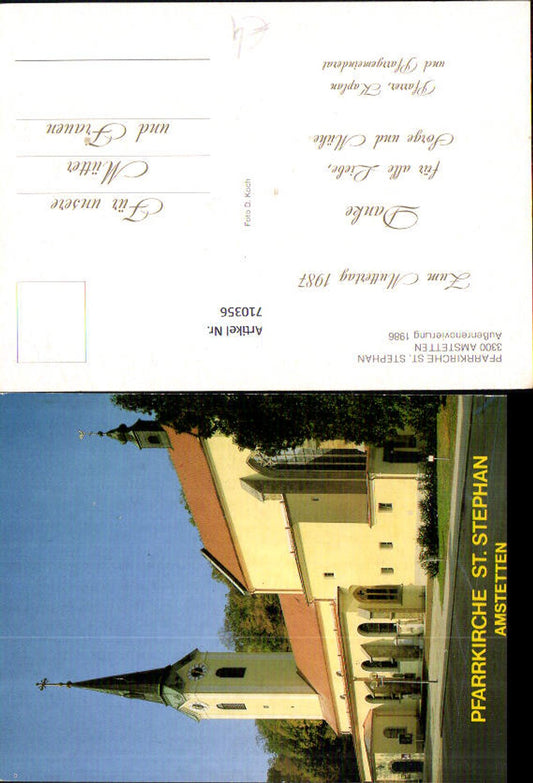 PFARRKIRCHE ST. STEPHAN
3300 AMSTETTEN
Außenrenovierung 1986
Zum Muttertag 1987
Danke
für alle Liebe,
Sorge und Mühe
Pfarrer, Kaplan
und Pfarrgemeinderat
Foto D. Koch
Artikel Nr.
710356
Für unsere
Mütter
und Frauen
PFARRKIRCHE ST. STEPHAN
AMSTETTEN